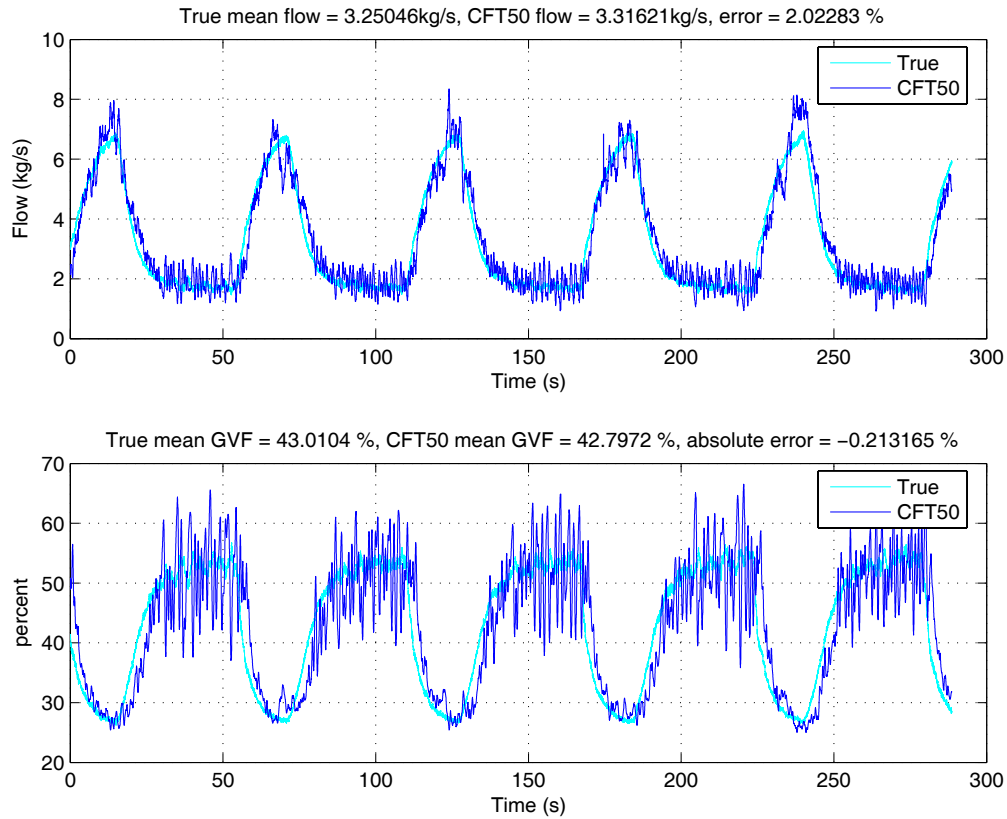 True mean flow = 3.25046kg/s, CFT50 flow = 3.31621kg/s, error = 2.02283 %
10
8
6
4
2
0
Flow (kg/s)
True
CFT50
0 50 100 150 200 250 300
Time (s)
True mean GVF = 43.0104 %, CFT50 mean GVF = 42.7972 %, absolute error = −0.213165 %
70
60
50
40
30
20
percent
True
CFT50
0 50 100 150 200 250 300
Time (s)